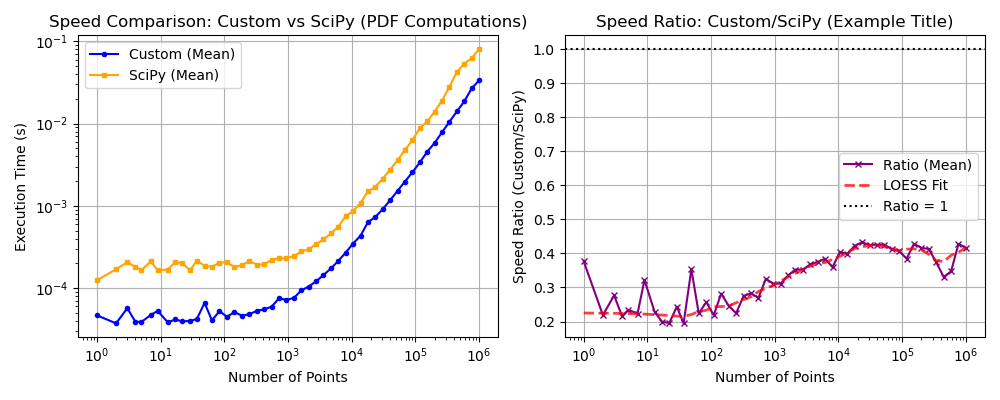 Speed Comparison: Custom vs SciPy (PDF Computations)
Execution Time (s)
10⁻¹
10⁻²
10⁻³
10⁻⁴
Custom (Mean)
SciPy (Mean)
10⁰ 10¹ 10² 10³ 10⁴ 10⁵ 10⁶
Number of Points
Speed Ratio: Custom/SciPy (Example Title)
Speed Ratio (Custom/SciPy)
1.0
0.9
0.8
0.7
0.6
0.5
0.4
0.3
0.2
Ratio (Mean)
LOESS Fit
Ratio = 1
10⁰ 10¹ 10² 10³ 10⁴ 10⁵ 10⁶
Number of Points